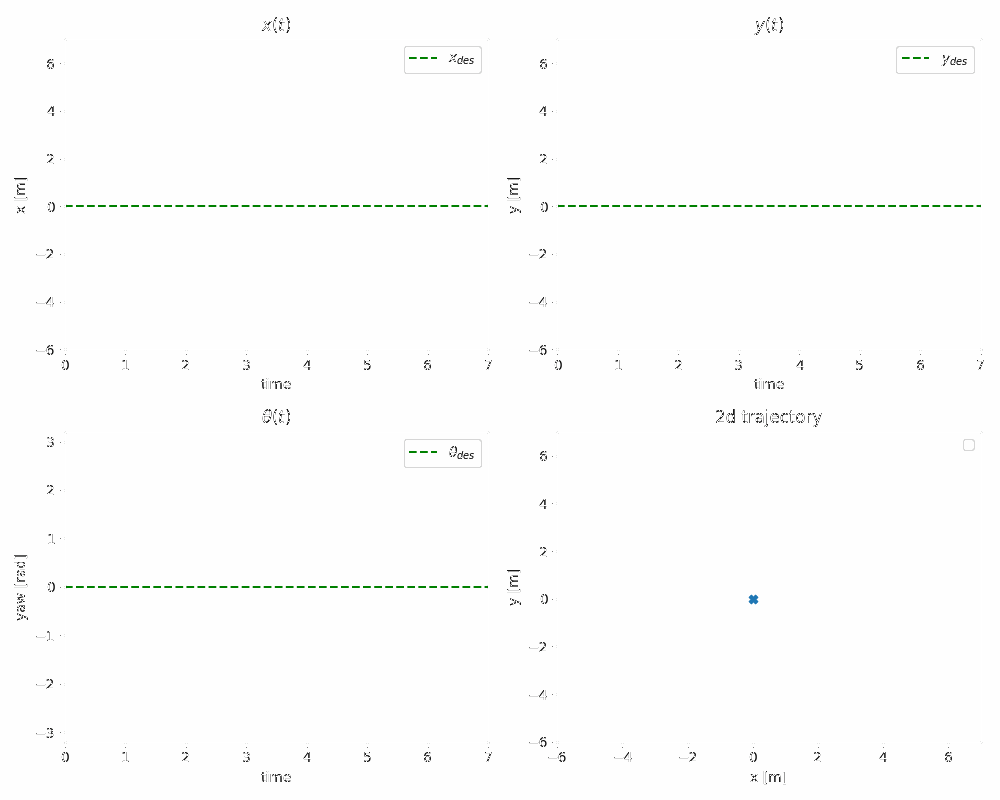 x(t)
x_des
x [m]
6
4
2
0
−2
−4
−6
0 1 2 3 4 5 6 7
time
y(t)
y_des
y [m]
6
4
2
0
−2
−4
−6
0 1 2 3 4 5 6 7
time
θ(t)
θ_des
yaw [rad]
3
2
1
0
−1
−2
−3
0 1 2 3 4 5 6 7
time
2d trajectory
y [m]
6
4
2
0
−2
−4
−6
−6 −4 −2 0 2 4 6
x [m]